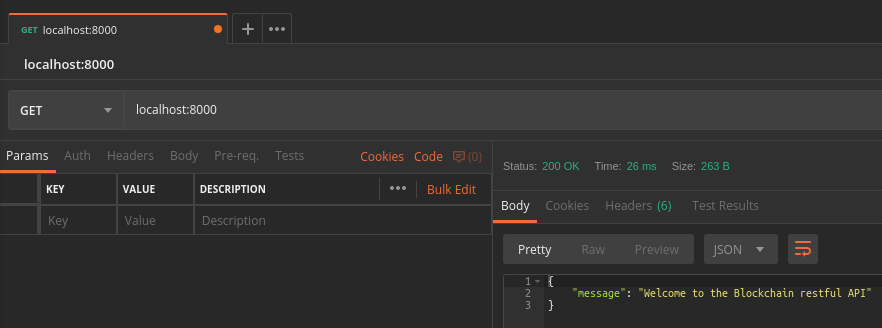 GET localhost:8000
localhost:8000
GET localhost:8000
Params Auth Headers Body Pre-req. Tests Cookies Code (0)
KEY VALUE DESCRIPTION Bulk Edit
Key Value Description
Status: 200 OK Time: 26 ms Size: 263 B
Body Cookies Headers (6) Test Results
Pretty Raw Preview JSON
1 {
2 "message": "Welcome to the Blockchain restful API"
3 }